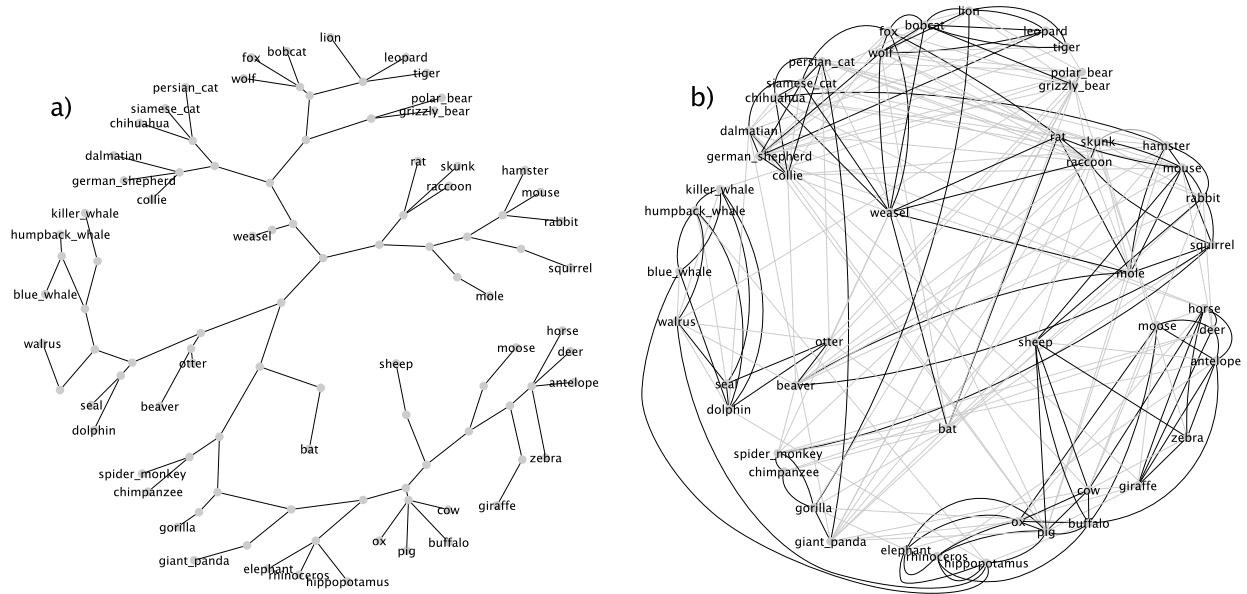 a)
lion
fox
bobcat
leopard
wolf
tiger
persian_cat
polar_bear
siamese_cat
grizzly_bear
chihuahua
dalmatian
rat
skunk
hamster
german_shepherd
raccoon
mouse
collie
killer_whale
rabbit
humpback_whale
weasel
squirrel
blue_whale
mole
walrus
horse
moose
deer
otter
sheep
antelope
seal
beaver
dolphin
bat
zebra
spider_monkey
chimpanzee
giraffe
gorilla
cow
ox
pig
buffalo
giant_panda
elephant
rhinoceros
hippopotamus
b)
lion
bobcat
fox
leopard
wolf
tiger
persian_cat
polar_bear
siamese_cat
grizzly_bear
chihuahua
dalmatian
rat
skunk
hamster
german_shepherd
raccoon
mouse
collie
killer_whale
rabbit
humpback_whale
weasel
squirrel
blue_whale
mole
horse
walrus
moose
deer
otter
sheep
antelope
seal
beaver
dolphin
bat
zebra
spider_monkey
chimpanzee
giraffe
cow
gorilla
ox
buffalo
pig
giant_panda
elephant
rhinoceros
hippopotamus